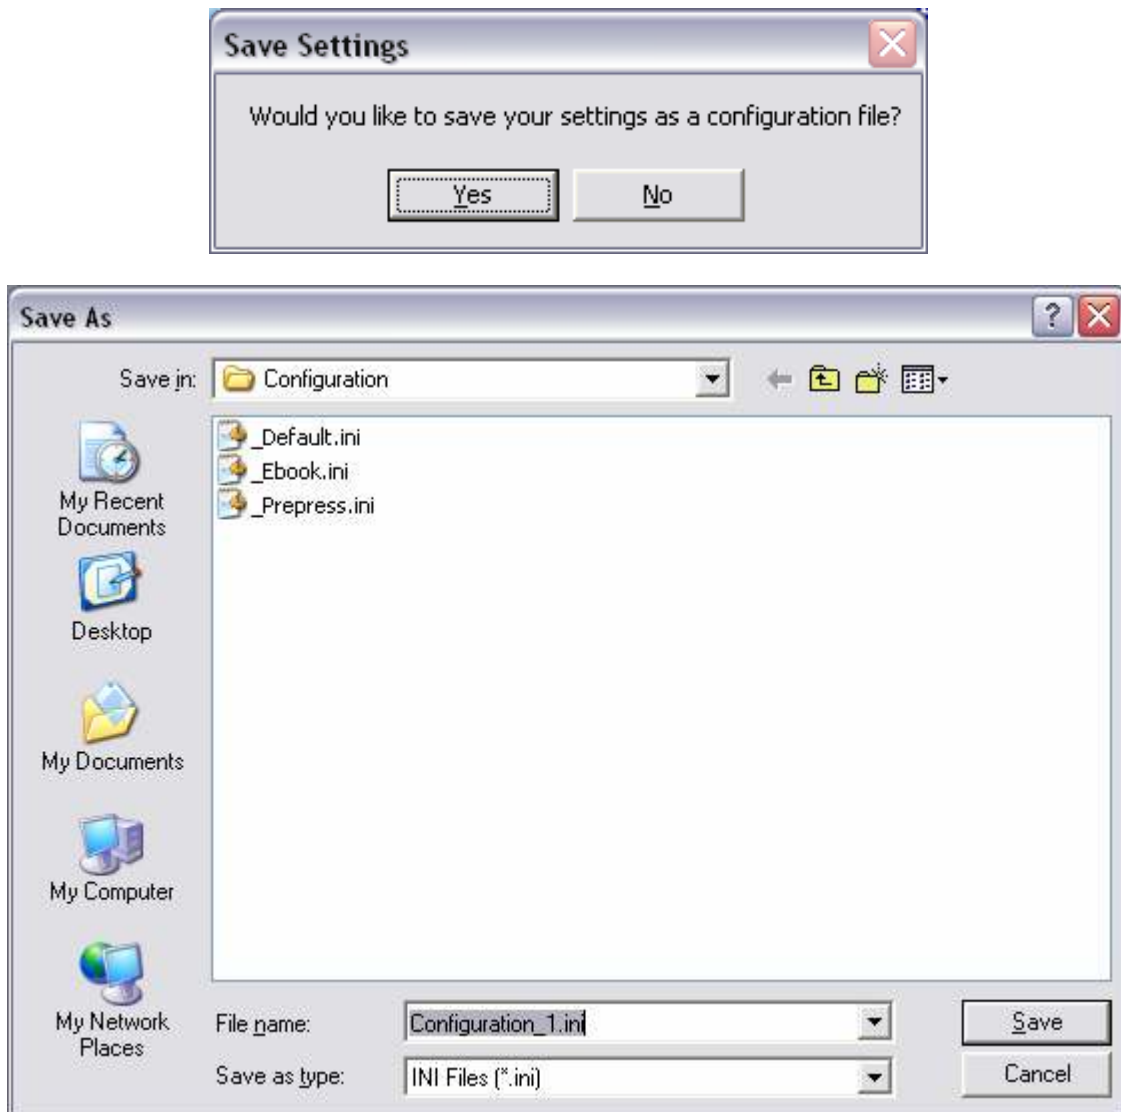 Save Settings
Would you like to save your settings as a configuration file?
Yes
No
Save As
Save in:
Configuration
_Default.ini
_Ebook.ini
_Prepress.ini
My Recent
Documents
Desktop
My Documents
My Computer
My Network
Places
File name:
Configuration_1.ini
Save
Save as type:
INI Files (*.ini)
Cancel